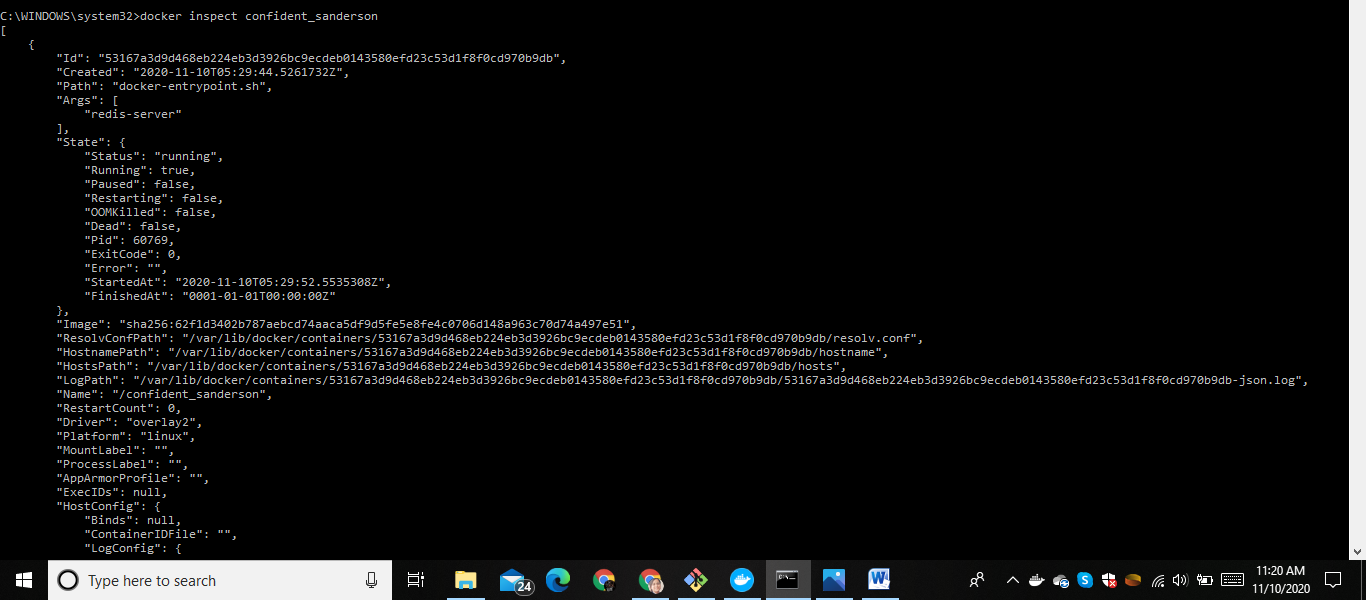 C:\WINDOWS\system32>docker inspect confident_sanderson
[
    {
        "Id": "53167a3d9d468eb224eb3d3926bc9ecdeb0143580efd23c53d1f8f0cd970b9db",
        "Created": "2020-11-10T05:29:44.5261732Z",
        "Path": "docker-entrypoint.sh",
        "Args": [
            "redis-server"
        ],
        "State": {
            "Status": "running",
            "Running": true,
            "Paused": false,
            "Restarting": false,
            "OOMKilled": false,
            "Dead": false,
            "Pid": 60769,
            "ExitCode": 0,
            "Error": "",
            "StartedAt": "2020-11-10T05:29:52.5535308Z",
            "FinishedAt": "0001-01-01T00:00:00Z"
        },
        "Image": "sha256:62f1d3402b787aebcd74aaca5df9d5fe5e8fe4c0706d148a963c70d74a497e51",
        "ResolvConfPath": "/var/lib/docker/containers/53167a3d9d468eb224eb3d3926bc9ecdeb0143580efd23c53d1f8f0cd970b9db/resolv.conf",
        "HostnamePath": "/var/lib/docker/containers/53167a3d9d468eb224eb3d3926bc9ecdeb0143580efd23c53d1f8f0cd970b9db/hostname",
        "HostsPath": "/var/lib/docker/containers/53167a3d9d468eb224eb3d3926bc9ecdeb0143580efd23c53d1f8f0cd970b9db/hosts",
        "LogPath": "/var/lib/docker/containers/53167a3d9d468eb224eb3d3926bc9ecdeb0143580efd23c53d1f8f0cd970b9db/53167a3d9d468eb224eb3d3926bc9ecdeb0143580efd23c53d1f8f0cd970b9db-json.log",
        "Name": "/confident_sanderson",
        "RestartCount": 0,
        "Driver": "overlay2",
        "Platform": "linux",
        "MountLabel": "",
        "ProcessLabel": "",
        "AppArmorProfile": "",
        "ExecIDs": null,
        "HostConfig": {
            "Binds": null,
            "ContainerIDFile": "",
            "LogConfig": {
Type here to search
24
11:20 AM
11/10/2020